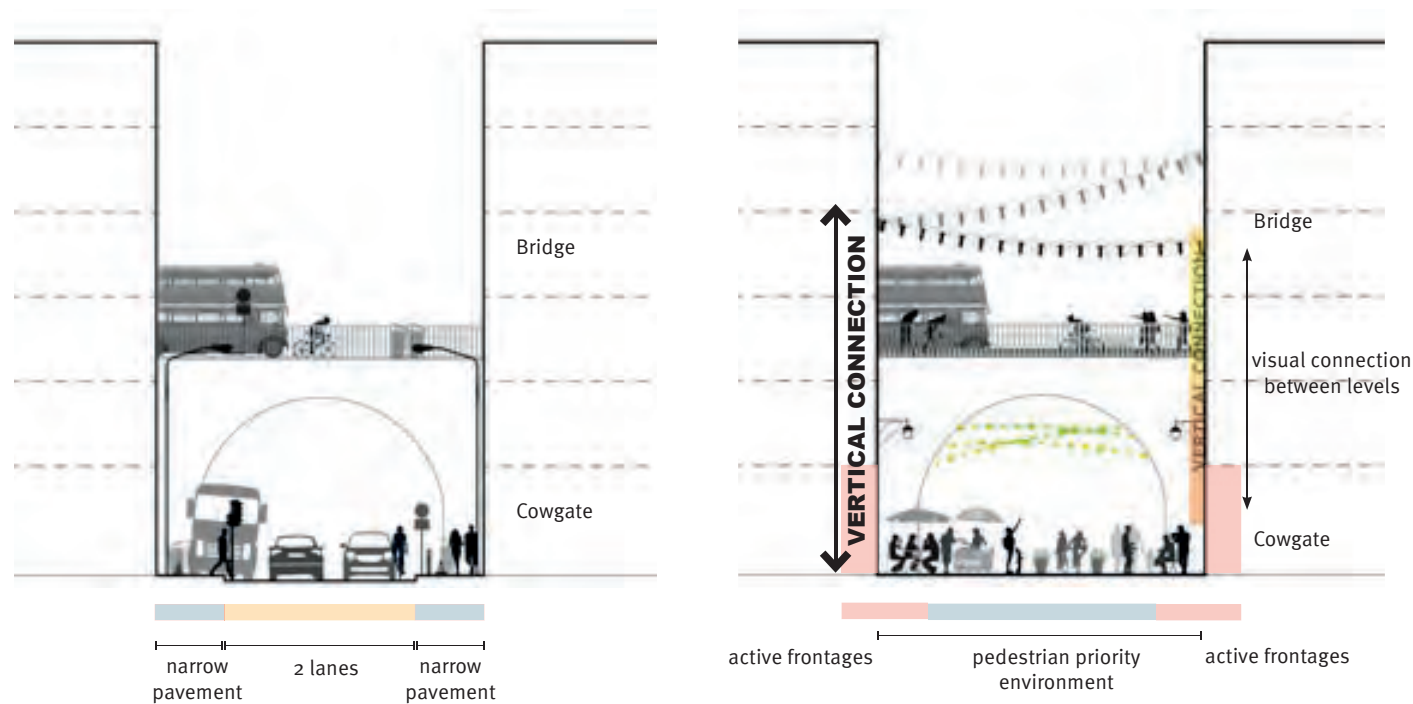 Bridge
Cowgate
narrow
pavement
2 lanes
narrow
pavement
VERTICAL CONNECTION
VERTICAL CONNECTION
Bridge
visual connection
between levels
Cowgate
active frontages
pedestrian priority
environment
active frontages